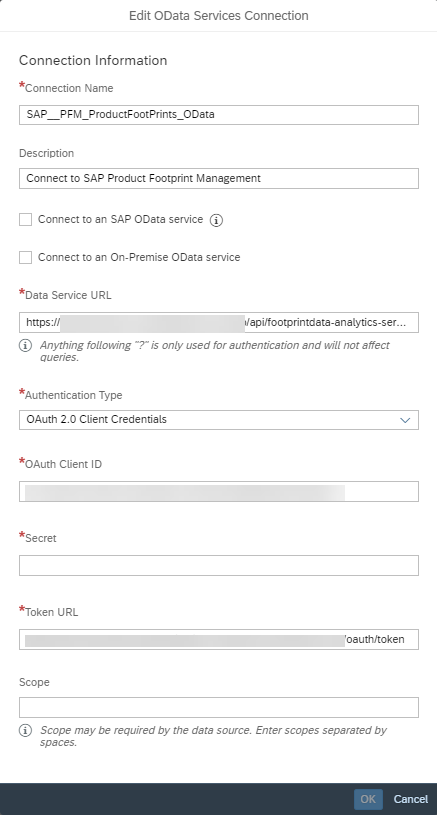 Edit OData Services Connection
Connection Information
*Connection Name
SAP__PFM_ProductFootPrints_OData
Description
Connect to SAP Product Footprint Management
Connect to an SAP OData service
Connect to an On-Premise OData service
*Data Service URL
https:// /api/footprintdata-analytics-ser...
Anything following "?" is only used for authentication and will not affect
queries.
*Authentication Type
OAuth 2.0 Client Credentials
*OAuth Client ID
*Secret
*Token URL
/oauth/token
Scope
Scope may be required by the data source. Enter scopes separated by
spaces.
OK Cancel